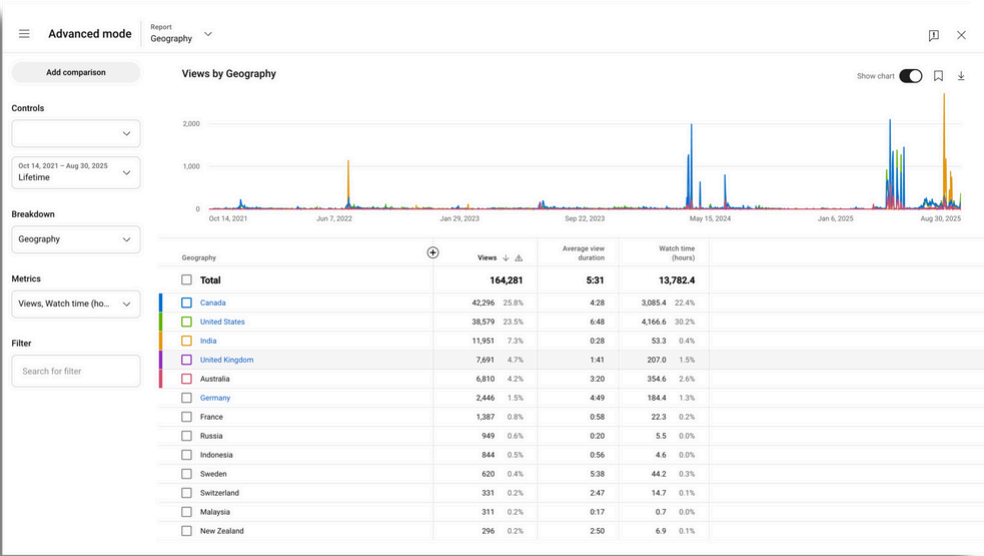 Advanced mode
Report
Geography
Add comparison
Controls
Oct 14, 2021 – Aug 30, 2025
Lifetime
Breakdown
Geography
Metrics
Views, Watch time (ho...
Filter
Search for filter
Views by Geography
Show chart
2,000
1,000
0
Oct 14, 2021 Jun 7, 2022 Jan 29, 2023 Sep 22, 2023 May 15, 2024 Jan 6, 2025 Aug 30, 2025
Geography Views Average view duration Watch time (hours)
Total 164,281 5:31 13,782.4
Canada 42,296 25.8% 4:28 3,085.4 22.4%
United States 38,579 23.5% 6:48 4,166.6 30.2%
India 11,951 7.3% 0:28 53.3 0.4%
United Kingdom 7,691 4.7% 1:41 207.0 1.5%
Australia 6,810 4.2% 3:20 354.6 2.6%
Germany 2,446 1.5% 4:49 184.4 1.3%
France 1,387 0.8% 0:58 22.3 0.2%
Russia 949 0.6% 0:20 5.5 0.0%
Indonesia 844 0.5% 0:56 4.6 0.0%
Sweden 620 0.4% 5:38 44.2 0.3%
Switzerland 331 0.2% 2:47 14.7 0.1%
Malaysia 311 0.2% 0:17 0.7 0.0%
New Zealand 296 0.2% 2:50 6.9 0.1%